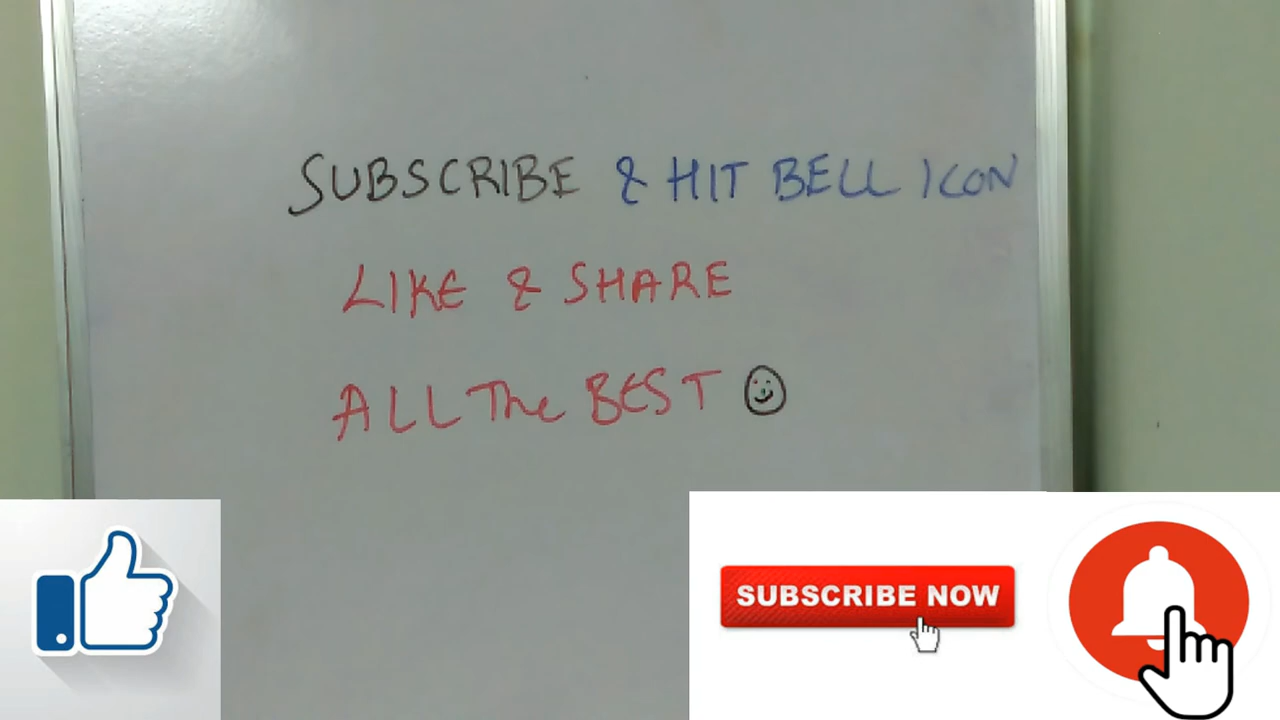 SUBSCRIBE & HIT BELL ICON
LIKE & SHARE
ALL The BEST
SUBSCRIBE NOW